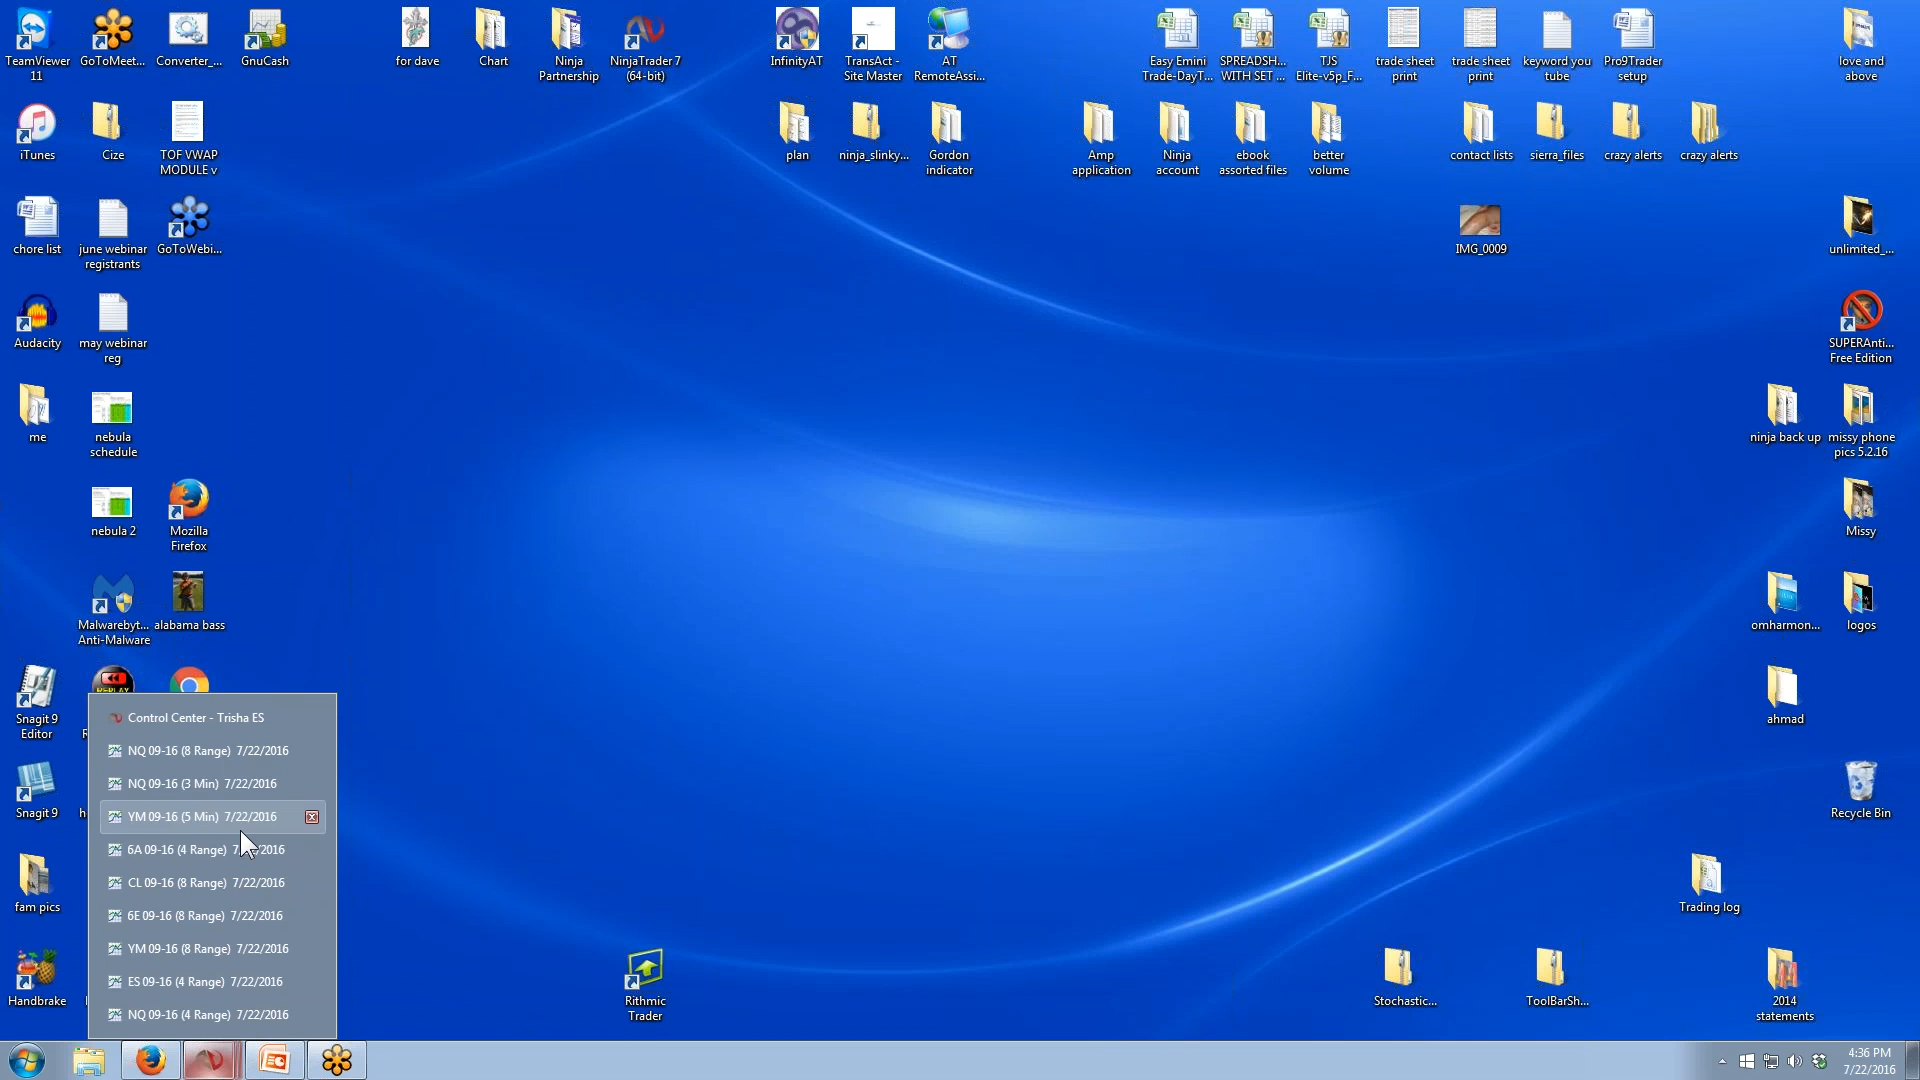 TeamViewer
11
GoToMeet...
Converter_...
GnuCash
for dave
Chart
Ninja
Partnership
NinjaTrader 7
(64-bit)
InfinityAT
TransAct -
Site Master
AT
RemoteAssi...
Easy Emini
Trade-DayT...
SPREADSH...
WITH SET ...
TJS
Elite-v5p_F...
trade sheet
print
trade sheet
print
keyword you
tube
Pro9Trader
setup
love and
above
iTunes
Cize
TOF VWAP
MODULE v
plan
ninja_slinky...
Gordon
indicator
Amp
application
Ninja
account
ebook
assorted files
better
volume
contact lists
sierra_files
crazy alerts
crazy alerts
chore list
june webinar
registrants
GoToWebi...
IMG_0009
unlimited_...
Audacity
may webinar
reg
SUPERAnti...
Free Edition
me
nebula
schedule
ninja back up
missy phone
pics 5.2.16
nebula 2
Mozilla
Firefox
Missy
Malwarebyt...
Anti-Malware
alabama bass
omharmon...
logos
Snagit 9
Editor
REPLAY
ahmad
Control Center - Trisha ES
NQ 09-16 (8 Range) 7/22/2016
NQ 09-16 (3 Min) 7/22/2016
YM 09-16 (5 Min) 7/22/2016
6A 09-16 (4 Range) 7/22/2016
CL 09-16 (8 Range) 7/22/2016
6E 09-16 (8 Range) 7/22/2016
YM 09-16 (8 Range) 7/22/2016
ES 09-16 (4 Range) 7/22/2016
NQ 09-16 (4 Range) 7/22/2016
Snagit 9
Recycle Bin
fam pics
Trading log
Handbrake
Rithmic
Trader
Stochastic...
ToolBarSh...
2014
statements
4:36 PM
7/22/2016